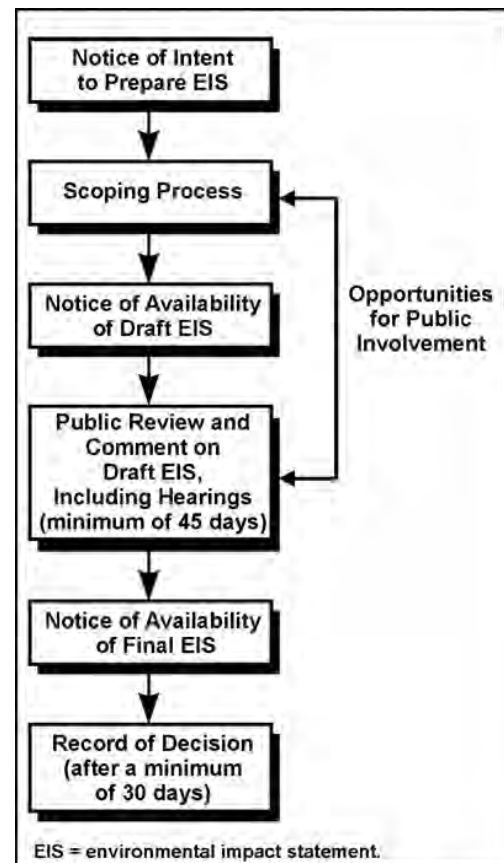 Notice of Intent
to Prepare EIS
Scoping Process
Notice of Availability
of Draft EIS
Opportunities
for Public
Involvement
Public Review and
Comment on
Draft EIS,
Including Hearings
(minimum of 45 days)
Notice of Availability
of Final EIS
Record of Decision
(after a minimum
of 30 days)
EIS = environmental impact statement.